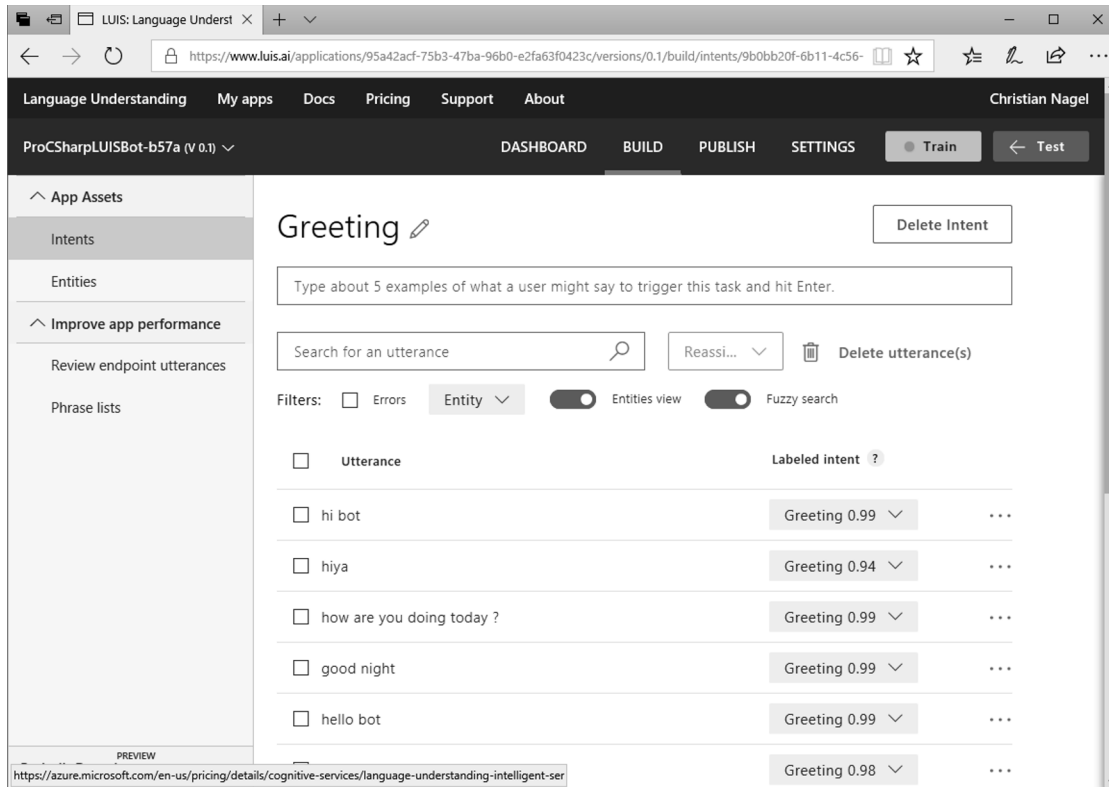 LUIS: Language Underst
https://www.luis.ai/applications/95a42acf-75b3-47ba-96b0-e2fa63f0423c/versions/0.1/build/intents/9b0bb20f-6b11-4c56-
Language Understanding My apps Docs Pricing Support About Christian Nagel
ProCSharpLUISBot-b57a (V 0.1) DASHBOARD BUILD PUBLISH SETTINGS Train Test
App Assets
Intents
Entities
Improve app performance
Review endpoint utterances
Phrase lists
Greeting
Delete Intent
Type about 5 examples of what a user might say to trigger this task and hit Enter.
Search for an utterance
Reassi...
Delete utterance(s)
Filters: Errors Entity Entities view Fuzzy search
Utterance Labeled intent ?
hi bot Greeting 0.99 ...
hiya Greeting 0.94 ...
how are you doing today ? Greeting 0.99 ...
good night Greeting 0.99 ...
hello bot Greeting 0.99 ...
Greeting 0.98 ...
PREVIEW
https://azure.microsoft.com/en-us/pricing/details/cognitive-services/language-understanding-intelligent-ser